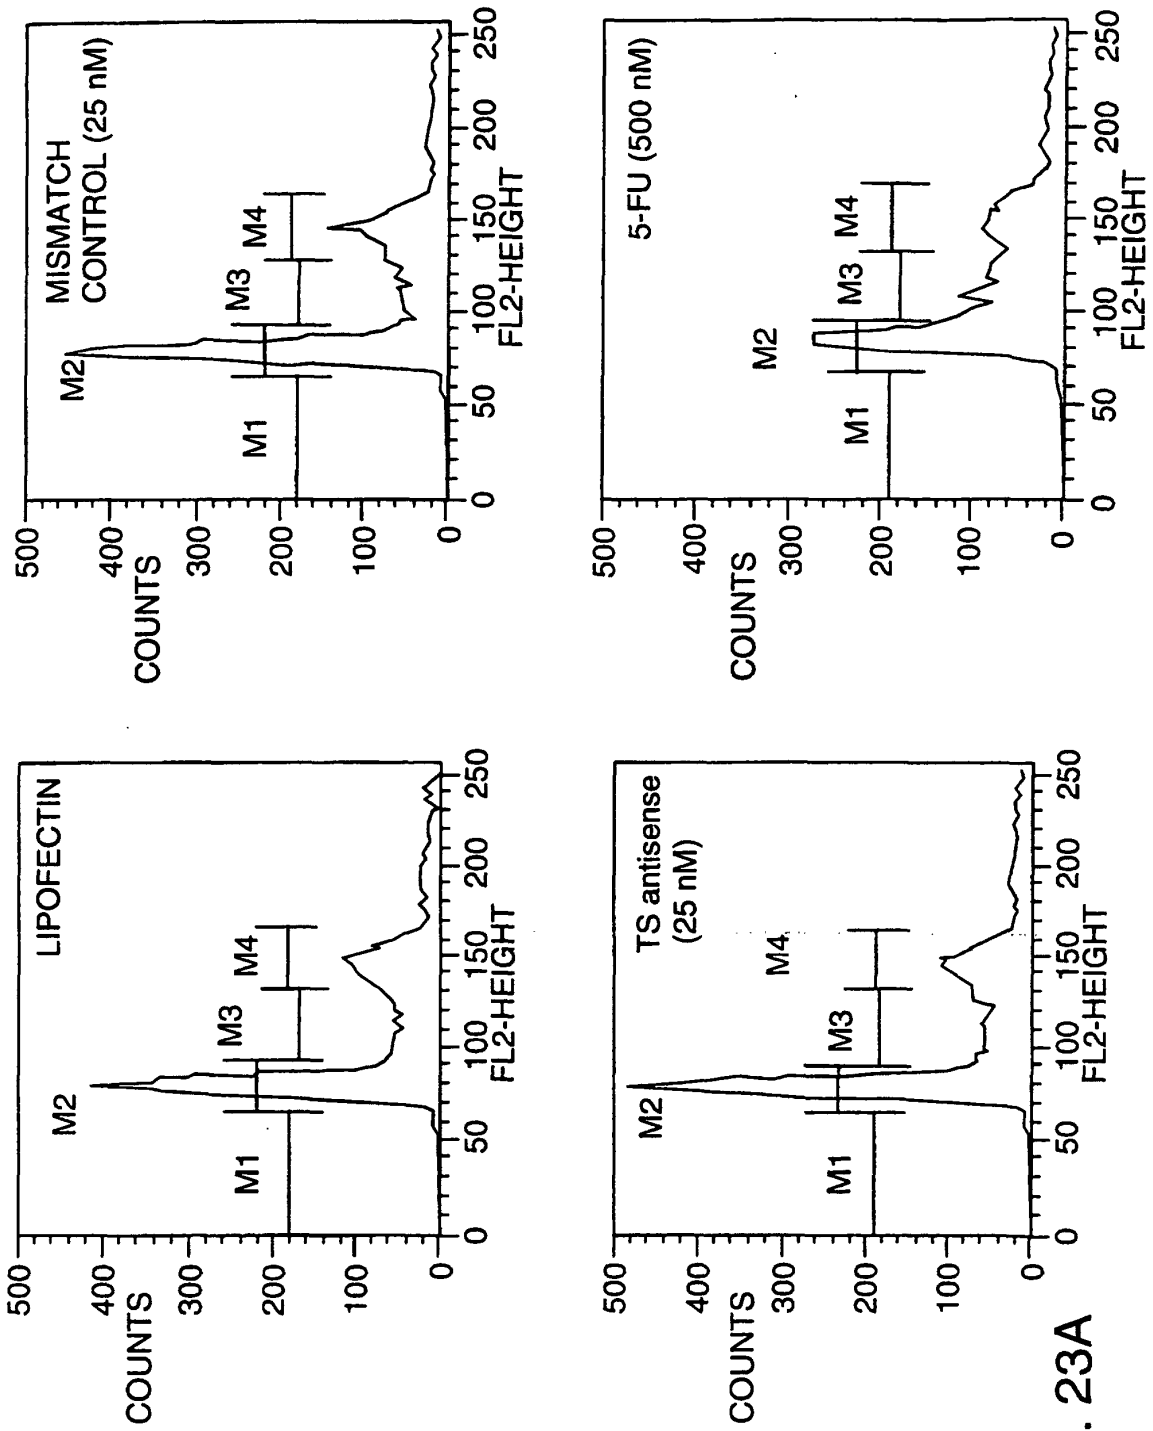 LIPOFECTIN
COUNTS
500
400
300
200
100
0
M1
M2
M3
M4
0
50
100
150
200
250
FL2-HEIGHT
MISMATCH
CONTROL (25 nM)
COUNTS
500
400
300
200
100
0
M1
M2
M3
M4
0
50
100
150
200
250
FL2-HEIGHT
TS antisense
(25 nM)
COUNTS
500
400
300
200
100
0
M1
M2
M3
M4
0
50
100
150
200
250
FL2-HEIGHT
5-FU (500 nM)
COUNTS
500
400
300
200
100
0
M1
M2
M3
M4
0
50
100
150
200
250
FL2-HEIGHT
. 23A